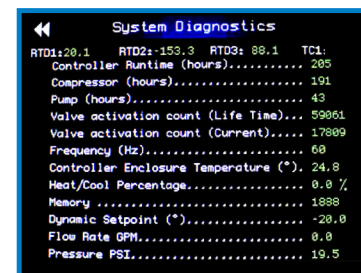 System Diagnostics
RTD1:20.1 RTD2:-153.3 RTD3: 88.1 TC1:
Controller Runtime (hours)........... 205
Compressor (hours)................... 191
Pump (hours)......................... 43
Valve activation count (Life Time)... 59061
Valve activation count (Current)..... 17809
Frequency (Hz)....................... 60
Controller Enclosure Temperature (°). 24.8
Heat/Cool Percentage................. 0.0 %
Memory .............................. 1888
Dynamic Setpoint (°)................. -20.0
Flow Rate GPM........................ 0.0
Pressure PSI......................... 19.5